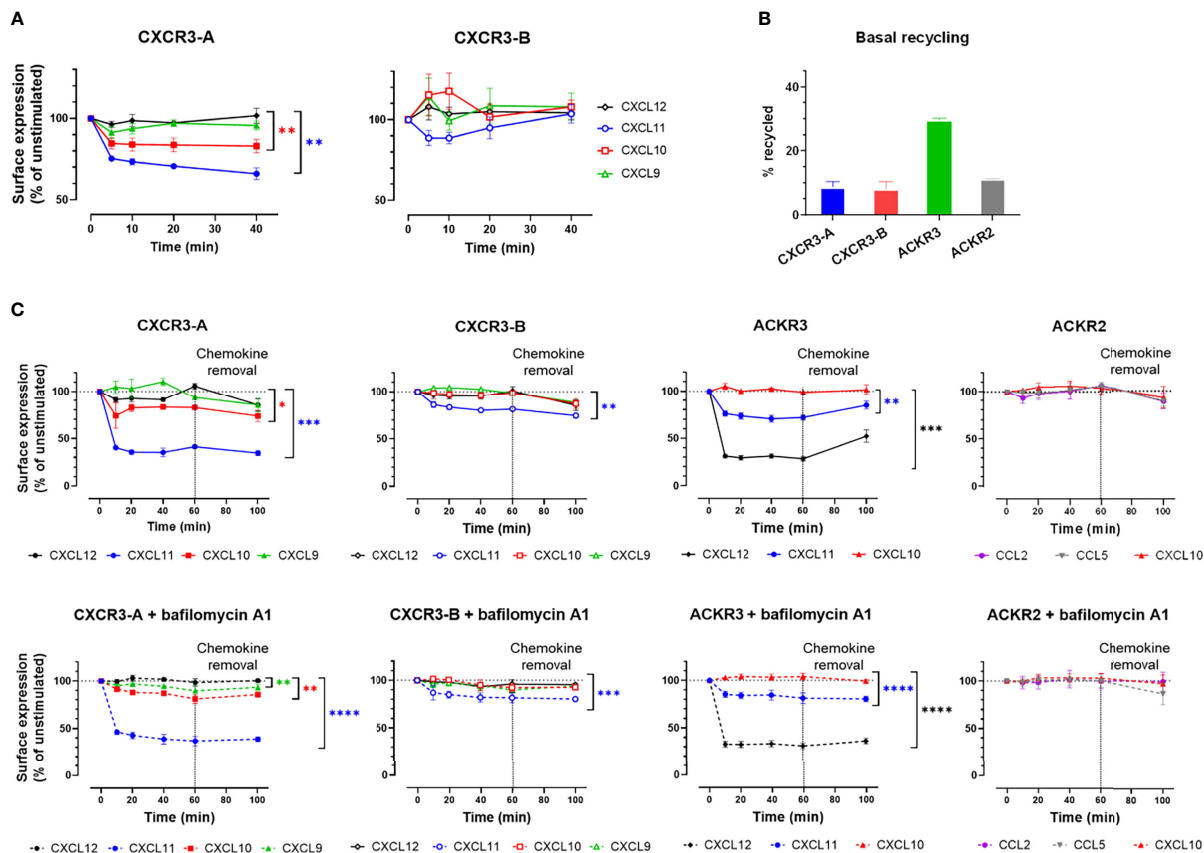 A
CXCR3-A
Surface expression
(% of unstimulated)
100
50
**
**
0 10 20 30 40
Time (min)
CXCR3-B
100
50
0 10 20 30 40
Time (min)
CXCL12
CXCL11
CXCL10
CXCL9
B
Basal recycling
% recycled
40
20
0
CXCR3-A
CXCR3-B
ACKR3
ACKR2
C
CXCR3-A
Chemokine
removal
Surface expression
(% of unstimulated)
100
50
0
*
***
0 20 40 60 80 100
Time (min)
CXCL12 CXCL11 CXCL10 CXCL9
CXCR3-B
Chemokine
removal
100
50
0
**
0 20 40 60 80 100
Time (min)
CXCL12 CXCL11 CXCL10 CXCL9
ACKR3
Chemokine
removal
100
50
0
**
***
0 20 40 60 80 100
Time (min)
CXCL12 CXCL11 CXCL10
ACKR2
Chemokine
removal
100
50
0
0 20 40 60 80 100
Time (min)
CCL2 CCL5 CXCL10
CXCR3-A + bafilomycin A1
Chemokine
removal
Surface expression
(% of unstimulated)
100
50
0
**
**
****
0 20 40 60 80 100
Time (min)
CXCL12 CXCL11 CXCL10 CXCL9
CXCR3-B + bafilomycin A1
Chemokine
removal
100
50
0
***
0 20 40 60 80 100
Time (min)
CXCL12 CXCL11 CXCL10 CXCL9
ACKR3 + bafilomycin A1
Chemokine
removal
100
50
0
****
****
0 20 40 60 80 100
Time (min)
CXCL12 CXCL11 CXCL10
ACKR2 + bafilomycin A1
Chemokine
removal
100
50
0
0 20 40 60 80 100
Time (min)
CCL2 CCL5 CXCL10